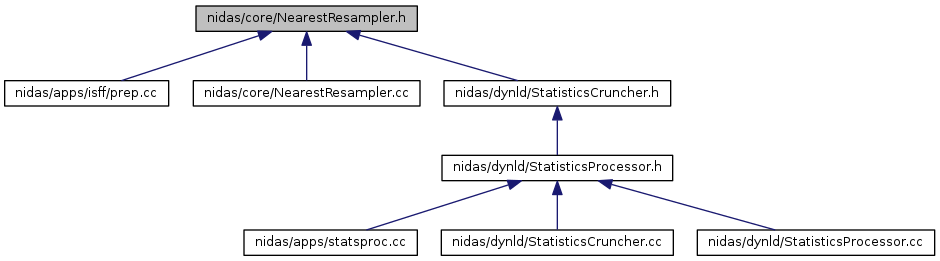 nidas/core/NearestResampler.h
nidas/apps/isff/prep.cc
nidas/core/NearestResampler.cc
nidas/dynld/StatisticsCruncher.h
nidas/dynld/StatisticsProcessor.h
nidas/apps/statsproc.cc
nidas/dynld/StatisticsCruncher.cc
nidas/dynld/StatisticsProcessor.cc